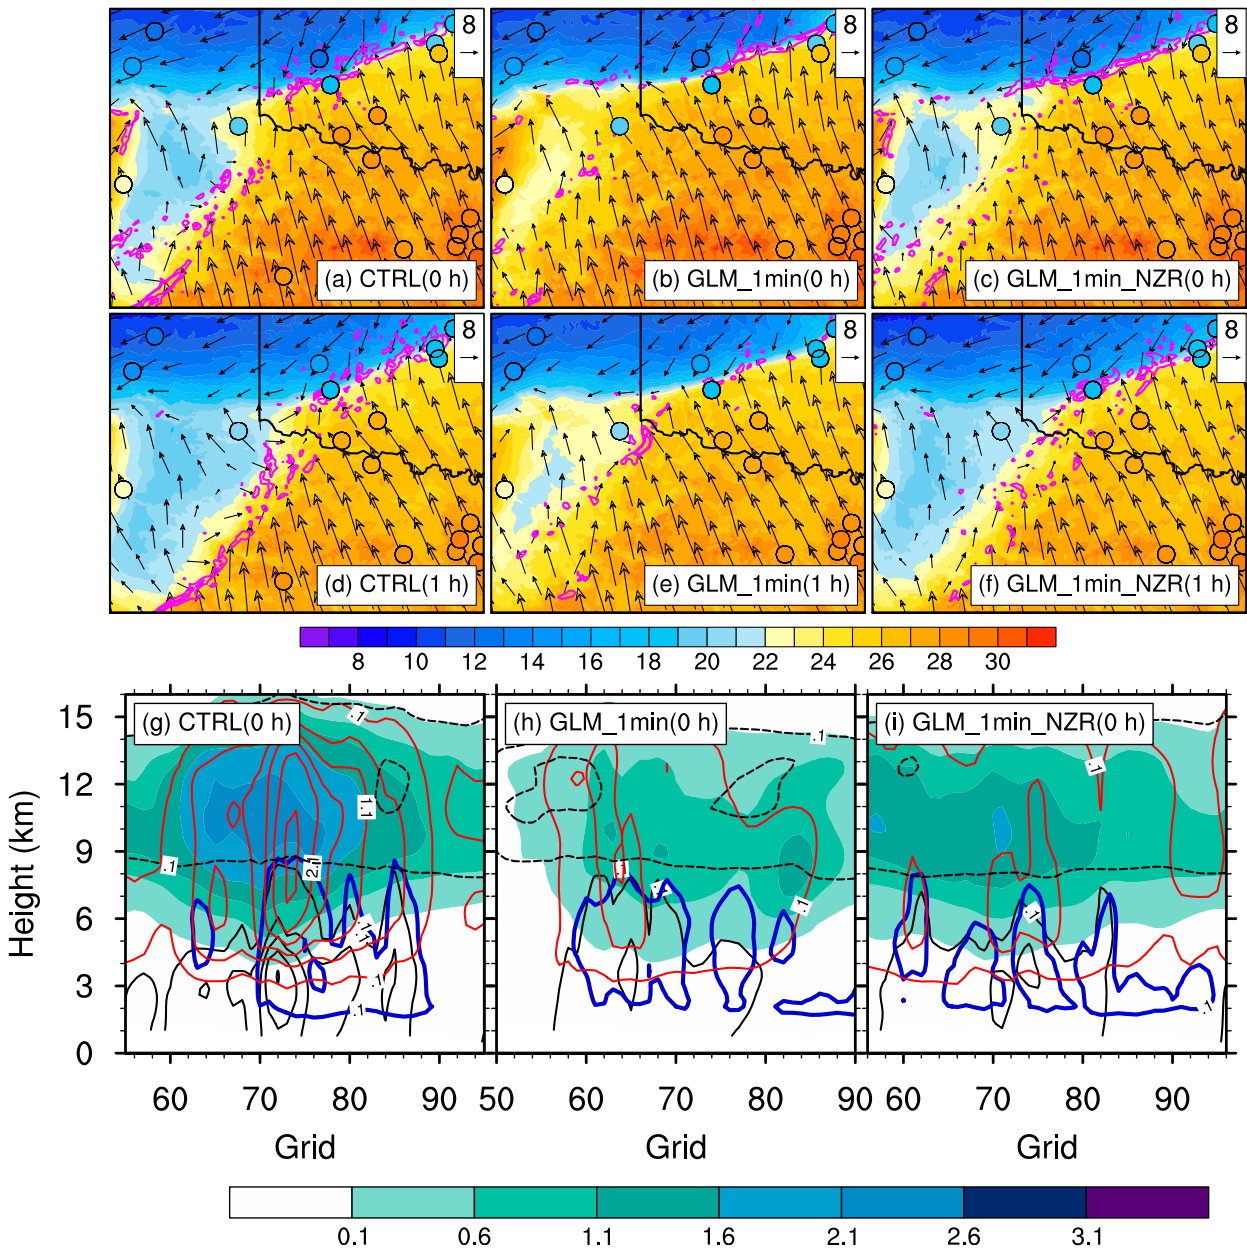 8
8
8
(a) CTRL(0 h)
(b) GLM_1min(0 h)
(c) GLM_1min_NZR(0 h)
8
8
8
(d) CTRL(1 h)
(e) GLM_1min(1 h)
(f) GLM_1min_NZR(1 h)
8 10 12 14 16 18 20 22 24 26 28 30
(g) CTRL(0 h)
(h) GLM_1min(0 h)
(i) GLM_1min_NZR(0 h)
15
12
9
6
3
0
Height (km)
.1
1.1
.1
2.1
.1
.1
.1
.1
.1
.1
.1
.1
.1
.1
.1
.1
60 70 80 90
50 60 70 80 90
60 70 80 90
Grid
Grid
Grid
0.1 0.6 1.1 1.6 2.1 2.6 3.1